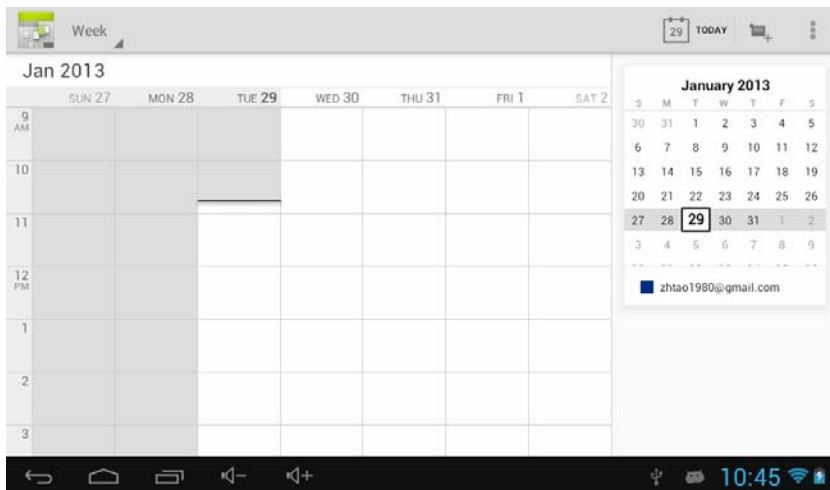 Week
29 TODAY
Jan 2013
SUN 27 MON 28 TUE 29 WED 30 THU 31 FRI 1 SAT 2
9
AM
10
11
12
PM
1
2
3
January 2013
S M T W T F S
30 31 1 2 3 4 5
6 7 8 9 10 11 12
13 14 15 16 17 18 19
20 21 22 23 24 25 26
27 28 29 30 31 1 2
3 4 5 6 7 8 9
zhtao1980@gmail.com
10:45